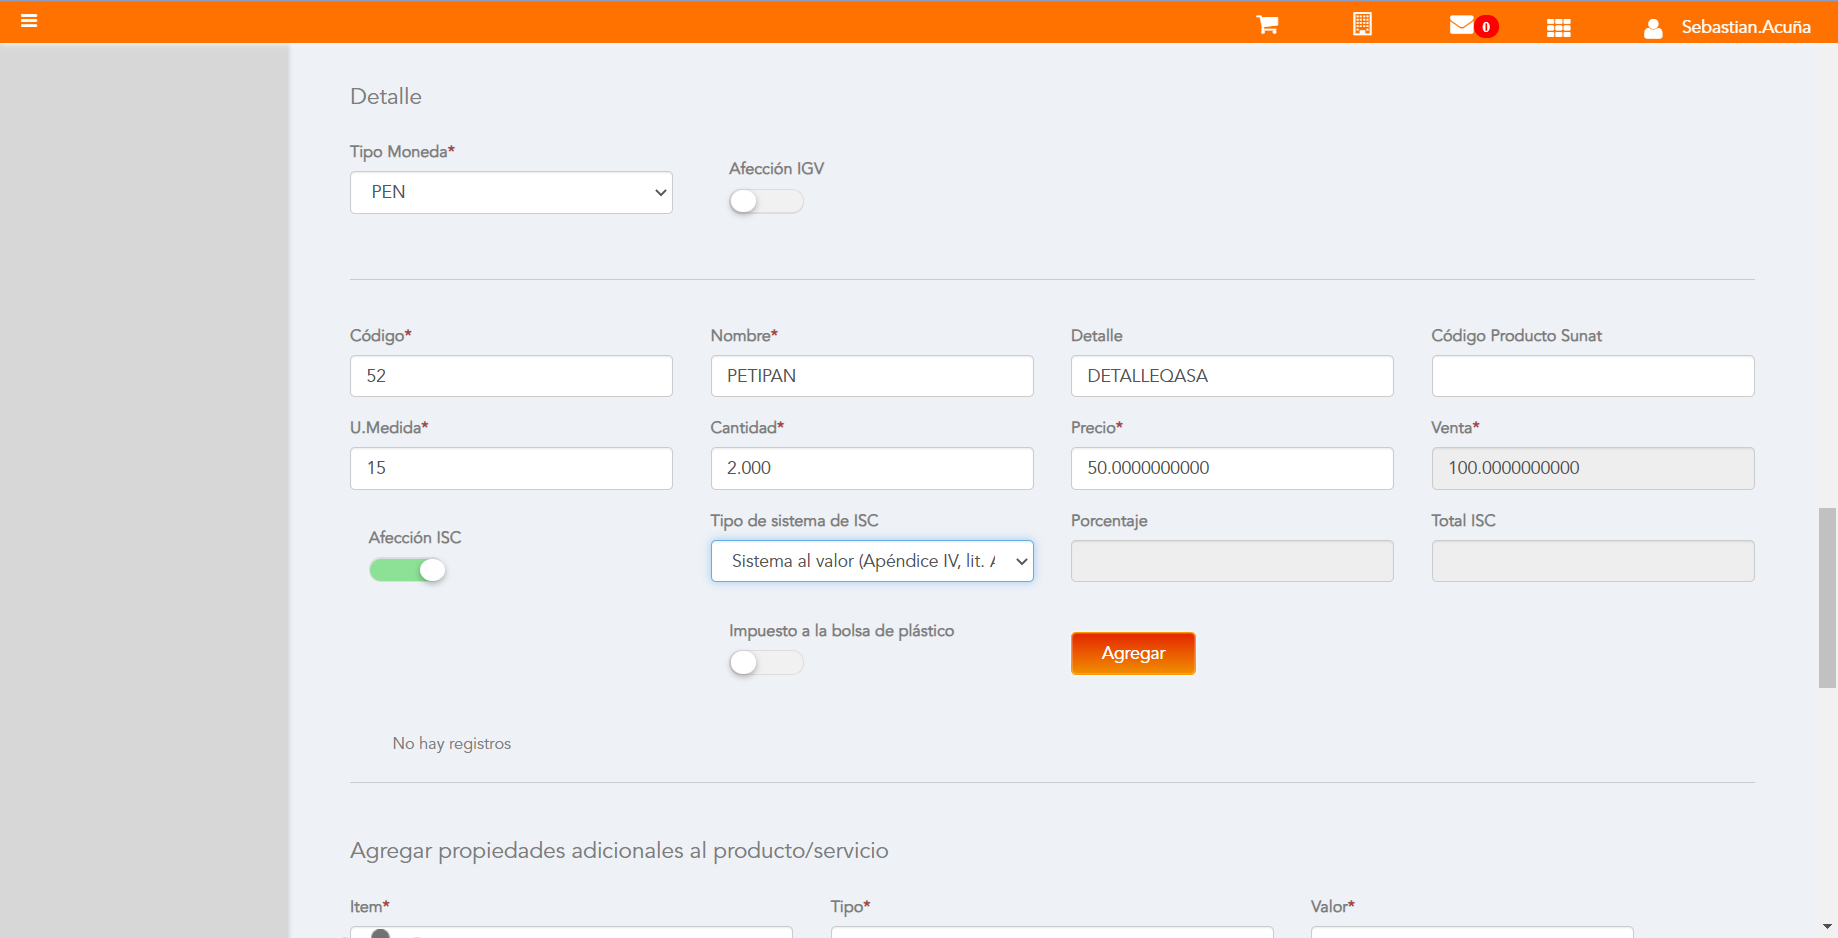 0
Sebastian.Acuña
Detalle
Tipo Moneda*
Afección IGV
PEN
Código*
Nombre*
Detalle
Código Producto Sunat
52
PETIPAN
DETALLEQASA
U.Medida*
Cantidad*
Precio*
Venta*
15
2.000
50.0000000000
100.0000000000
Afección ISC
Tipo de sistema de ISC
Porcentaje
Total ISC
Sistema al valor (Apéndice IV, lit. A
Impuesto a la bolsa de plástico
Agregar
No hay registros
Agregar propiedades adicionales al producto/servicio
Item*
Tipo*
Valor*